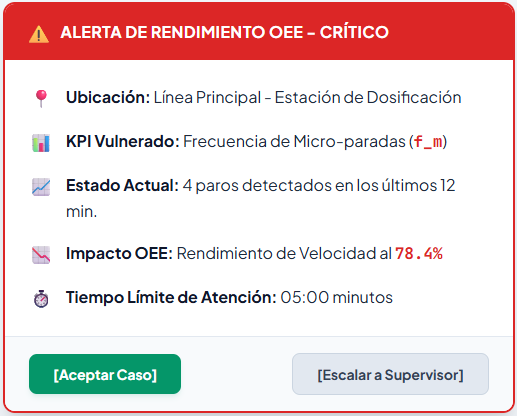 ALERTA DE RENDIMIENTO OEE – CRÍTICO
Ubicación: Línea Principal - Estación de Dosificación
KPI Vulnerado: Frecuencia de Micro-paradas (f_m)
Estado Actual: 4 paros detectados en los últimos 12
min.
Impacto OEE: Rendimiento de Velocidad al 78.4%
Tiempo Límite de Atención: 05:00 minutos
[Aceptar Caso] [Escalar a Supervisor]